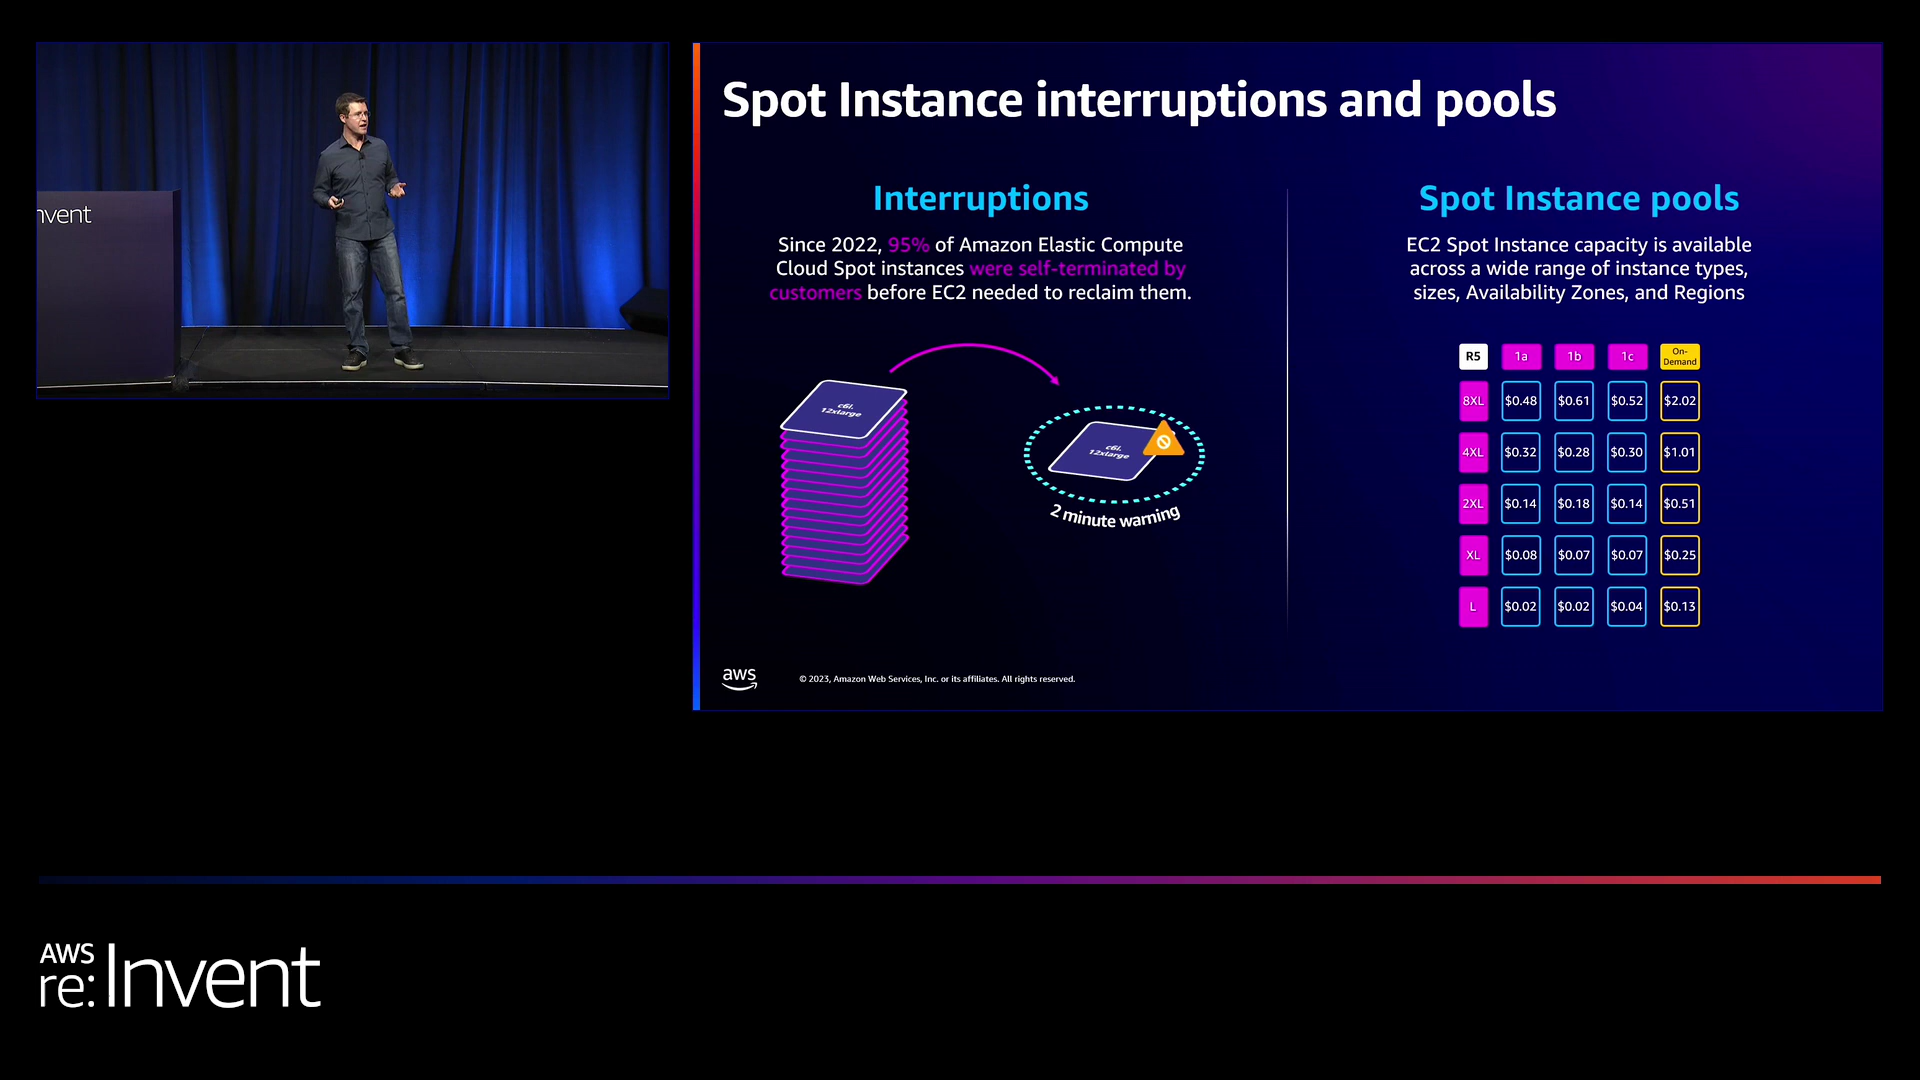 nvent
Spot Instance interruptions and pools
Interruptions
Since 2022, 95% of Amazon Elastic Compute
Cloud Spot instances were self-terminated by
customers before EC2 needed to reclaim them.
c6i.
12xlarge
c6i.
12xlarge
2 minute warning
Spot Instance pools
EC2 Spot Instance capacity is available
across a wide range of instance types,
sizes, Availability Zones, and Regions
R5 1a 1b 1c On-
Demand
8XL $0.48 $0.61 $0.52 $2.02
4XL $0.32 $0.28 $0.30 $1.01
2XL $0.14 $0.18 $0.14 $0.51
XL $0.08 $0.07 $0.07 $0.25
L $0.02 $0.02 $0.04 $0.13
aws
© 2023, Amazon Web Services, Inc. or its affiliates. All rights reserved.
AWS
re:Invent